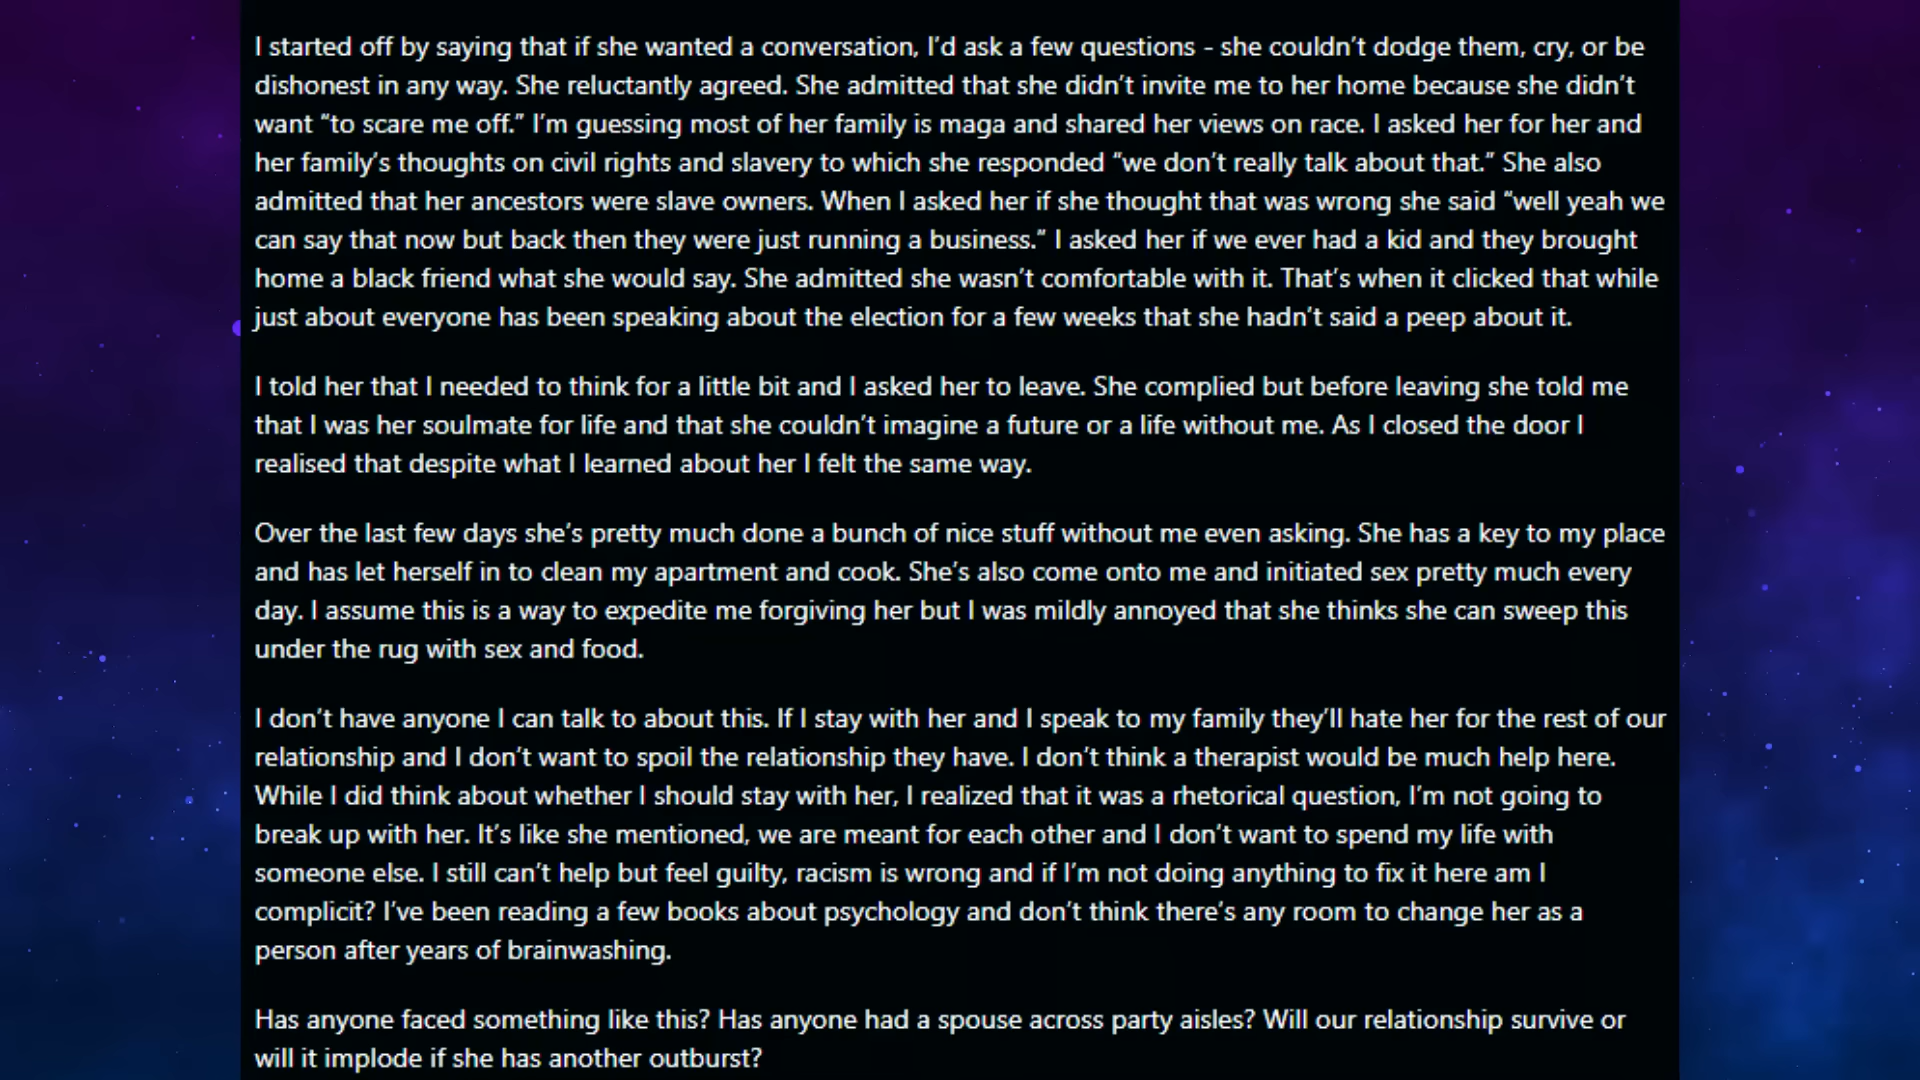 I started off by saying that if she wanted a conversation, I’d ask a few questions - she couldn’t dodge them, cry, or be
dishonest in any way. She reluctantly agreed. She admitted that she didn’t invite me to her home because she didn’t
want “to scare me off.” I’m guessing most of her family is maga and shared her views on race. I asked her for her and
her family’s thoughts on civil rights and slavery to which she responded “we don’t really talk about that.” She also
admitted that her ancestors were slave owners. When I asked her if she thought that was wrong she said “well yeah we
can say that now but back then they were just running a business.” I asked her if we ever had a kid and they brought
home a black friend what she would say. She admitted she wasn’t comfortable with it. That’s when it clicked that while
just about everyone has been speaking about the election for a few weeks that she hadn’t said a peep about it.
I told her that I needed to think for a little bit and I asked her to leave. She complied but before leaving she told me
that I was her soulmate for life and that she couldn’t imagine a future or a life without me. As I closed the door I
realised that despite what I learned about her I felt the same way.
Over the last few days she’s pretty much done a bunch of nice stuff without me even asking. She has a key to my place
and has let herself in to clean my apartment and cook. She’s also come onto me and initiated sex pretty much every
day. I assume this is a way to expedite me forgiving her but I was mildly annoyed that she thinks she can sweep this
under the rug with sex and food.
I don’t have anyone I can talk to about this. If I stay with her and I speak to my family they’ll hate her for the rest of our
relationship and I don’t want to spoil the relationship they have. I don’t think a therapist would be much help here.
While I did think about whether I should stay with her, I realized that it was a rhetorical question, I’m not going to
break up with her. It’s like she mentioned, we are meant for each other and I don’t want to spend my life with
someone else. I still can’t help but feel guilty, racism is wrong and if I’m not doing anything to fix it here am I
complicit? I’ve been reading a few books about psychology and don’t think there’s any room to change her as a
person after years of brainwashing.
Has anyone faced something like this? Has anyone had a spouse across party aisles? Will our relationship survive or
will it implode if she has another outburst?